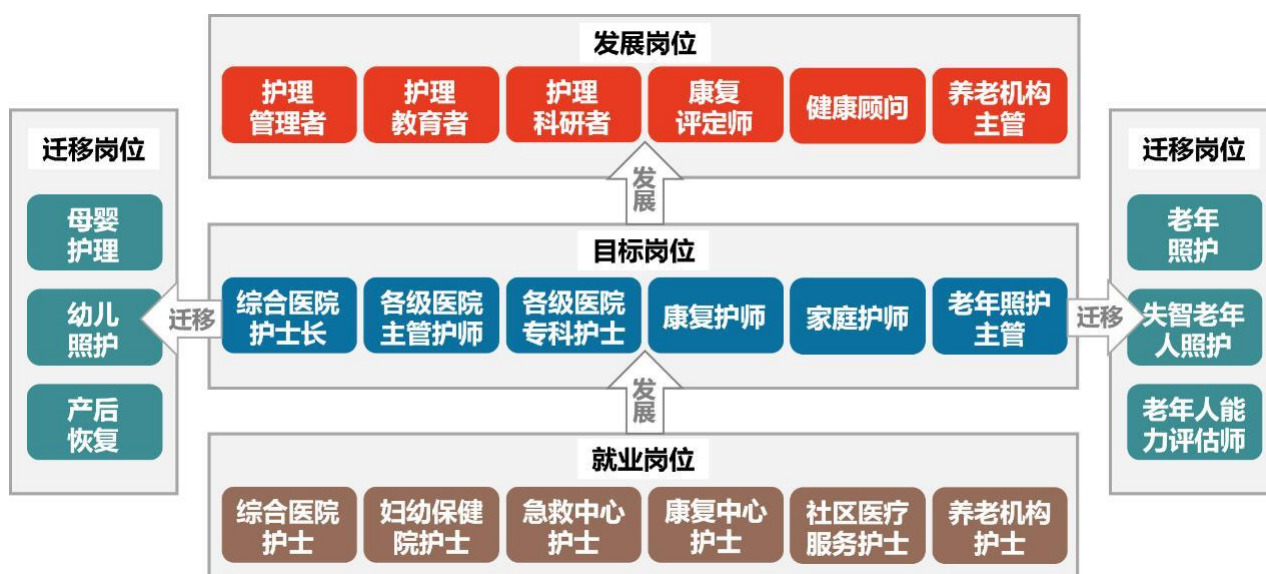 发展岗位
护理
管理者
护理
教育者
护理
科研者
康复
评定师
健康顾问
养老机构
主管
发展
迁移岗位
母婴
护理
幼儿
照护
产后
恢复
迁移
目标岗位
综合医院
护士长
各级医院
主管护师
各级医院
专科护士
康复护师
家庭护师
老年照护
主管
迁移
迁移岗位
老年
照护
失智老年
人照护
老年人能
力评估师
发展
就业岗位
综合医院
护士
妇幼保健
院护士
急救中心
护士
康复中心
护士
社区医疗
服务护士
养老机构
护士